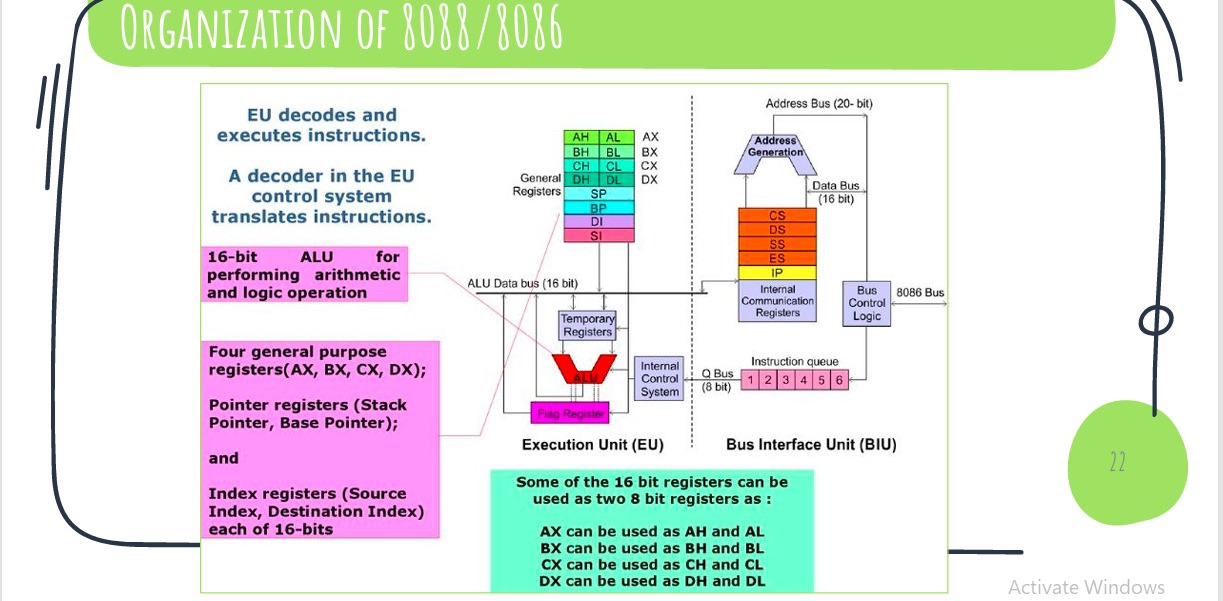 ORGANIZATION OF 8088/8086
EU decodes and
executes instructions.
A decoder in the EU
control system
translates instructions.
16-bit ALU for
performing arithmetic
and logic operation
Four general purpose
registers(AX, BX, CX, DX);
Pointer registers (Stack
Pointer, Base Pointer);
and
Index registers (Source
Index, Destination Index)
each of 16-bits
General
Registers
AH AL AX
BH BL BX
CH CL CX
DH DL DX
SP
BP
DI
SI
ALU Data bus (16 bit)
Temporary
Registers
ALU
Flag Register
Internal
Control
System
Execution Unit (EU)
Address Bus (20- bit)
Address
Generation
Data Bus
(16 bit)
CS
DS
SS
ES
IP
Internal
Communication
Registers
Bus
Control
Logic
8086 Bus
Instruction queue
Q Bus
(8 bit)
1 2 3 4 5 6
Bus Interface Unit (BIU)
Some of the 16 bit registers can be
used as two 8 bit registers as :
AX can be used as AH and AL
BX can be used as BH and BL
CX can be used as CH and CL
DX can be used as DH and DL
22
Activate Windows